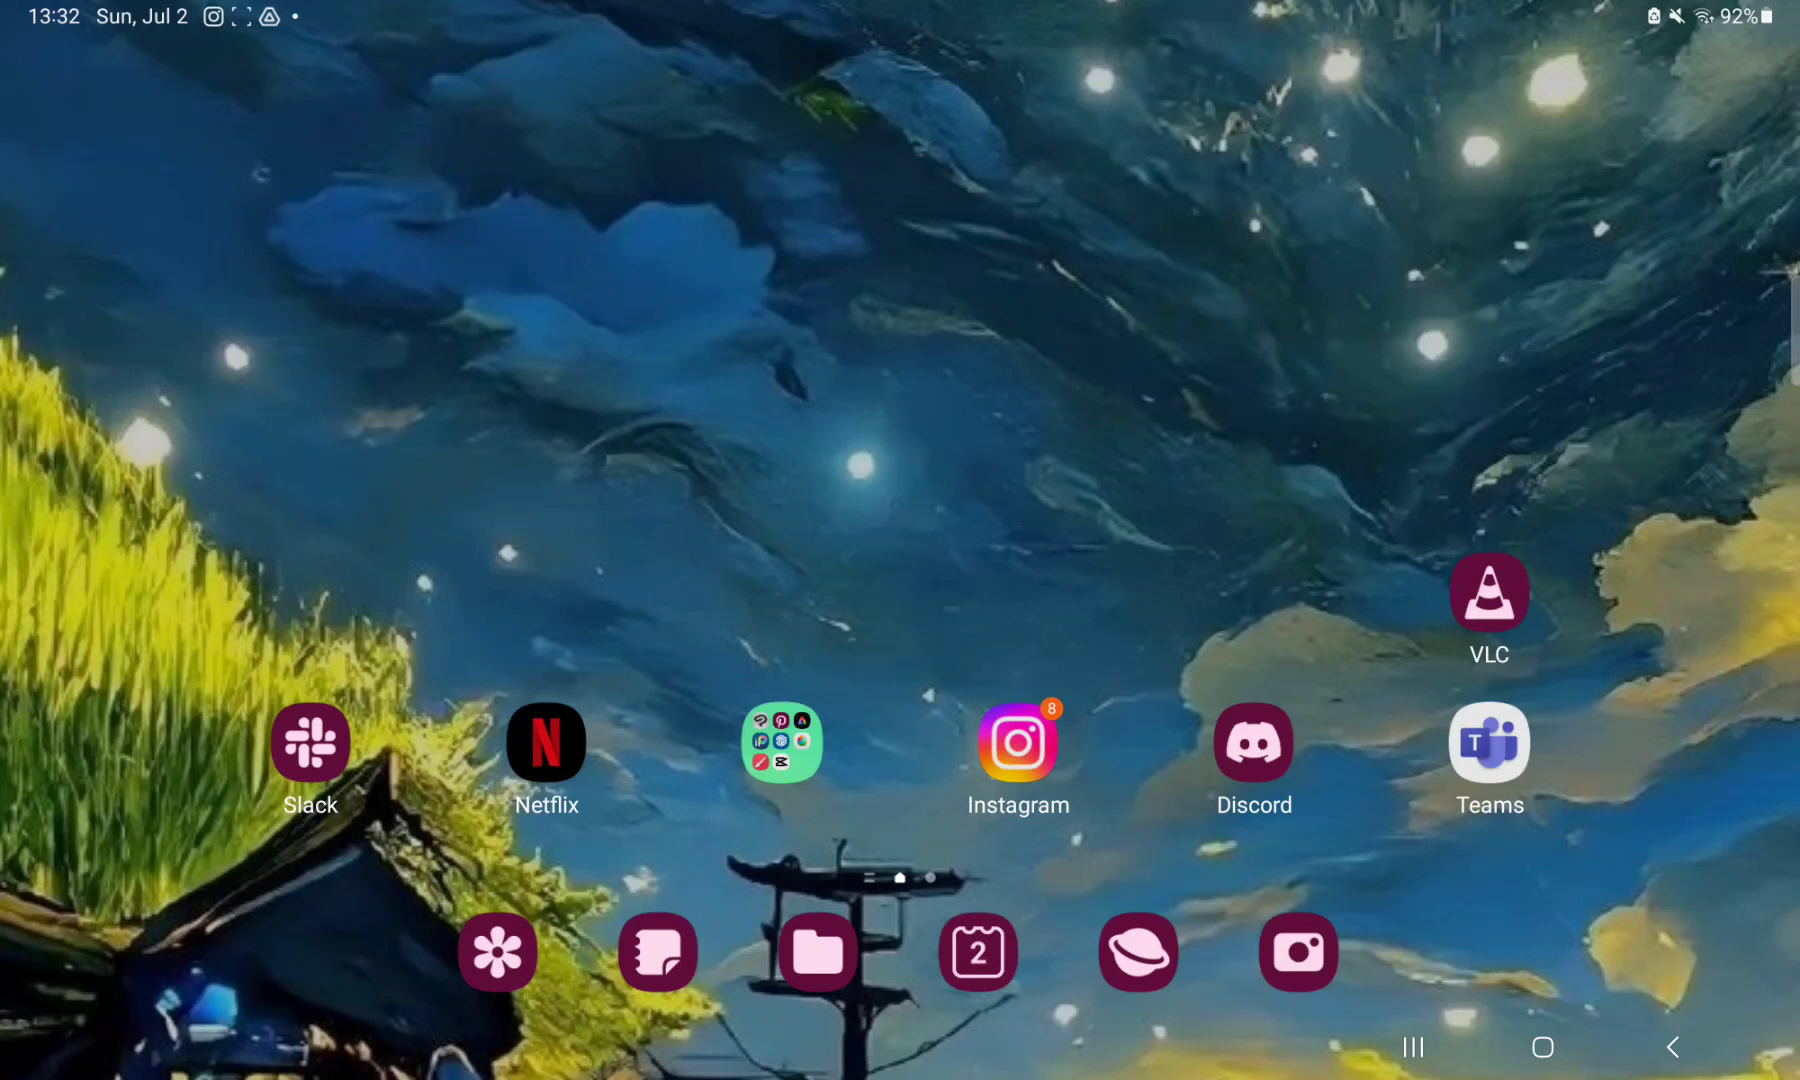 13:32 Sun, Jul 2
92%
VLC
8
T
Slack
Netflix
Instagram
Discord
Teams
2